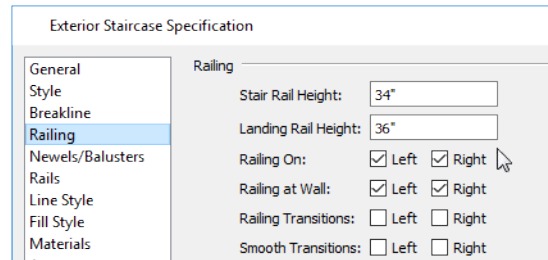 Exterior Staircase Specification
General
Style
Breakline
Railing
Newels/Balusters
Rails
Line Style
Fill Style
Materials
Railing
Stair Rail Height: 34"
Landing Rail Height: 36"
Railing On: Left Right
Railing at Wall: Left Right
Railing Transitions: Left Right
Smooth Transitions: Left Right